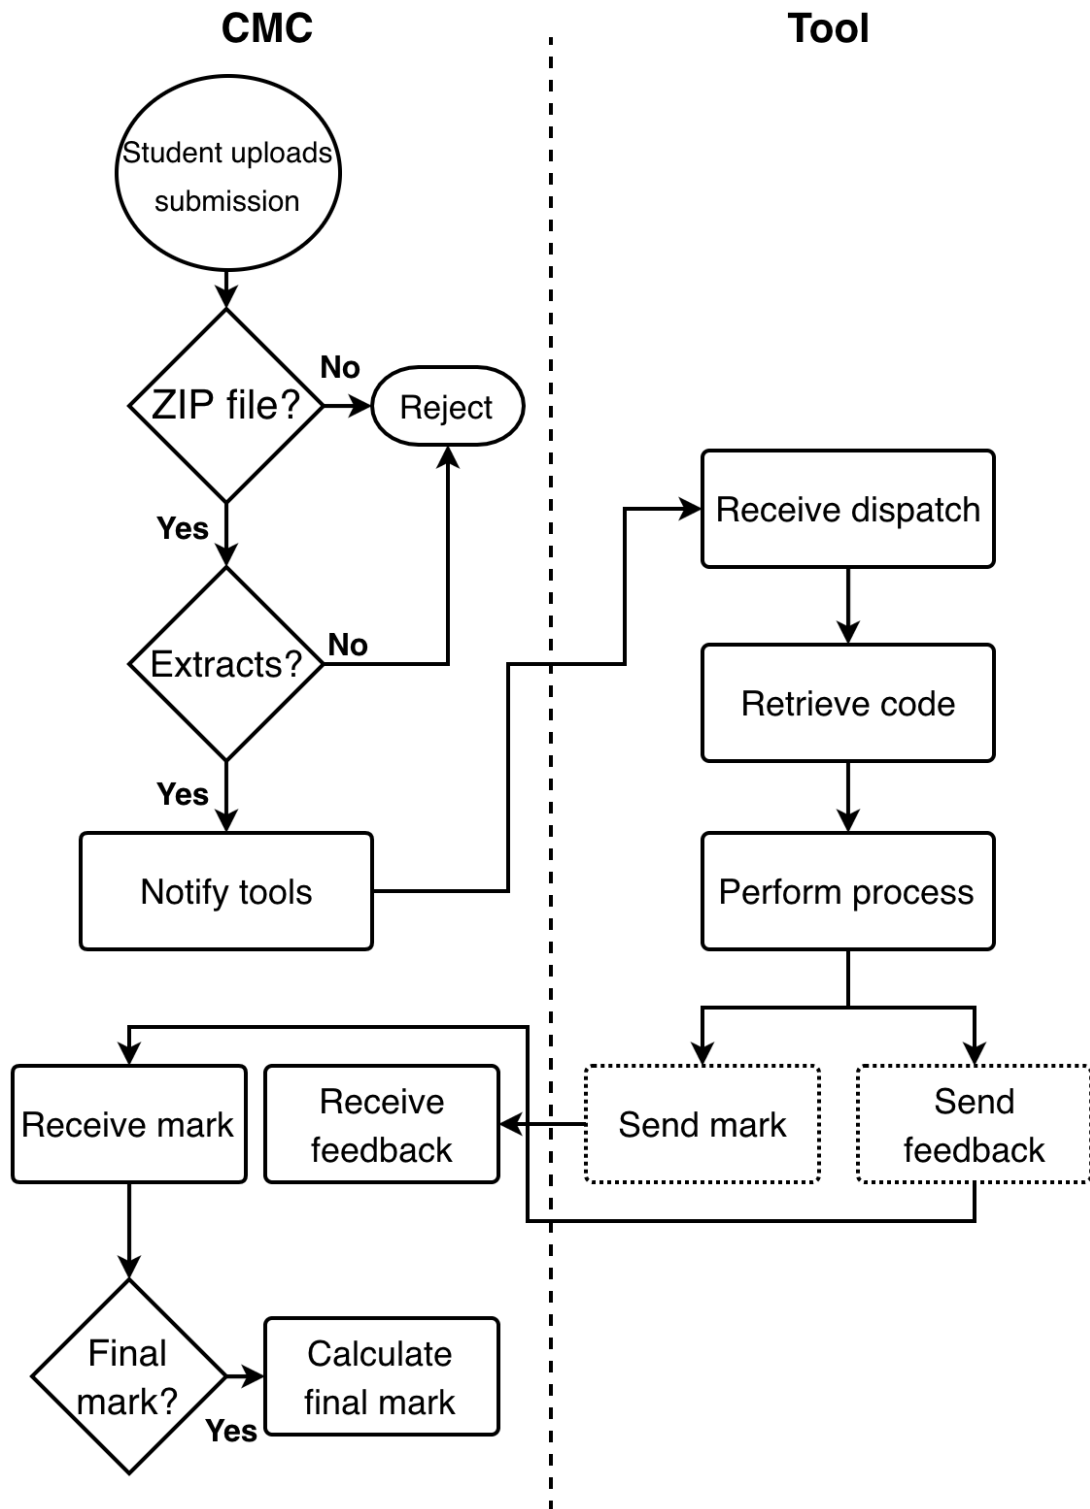 CMC
Tool
Student uploads
submission
ZIP file?
No
Reject
Yes
Receive dispatch
Extracts?
No
Retrieve code
Yes
Notify tools
Perform process
Receive mark
Receive
feedback
Send mark
Send
feedback
Final
mark?
Yes
Calculate
final mark